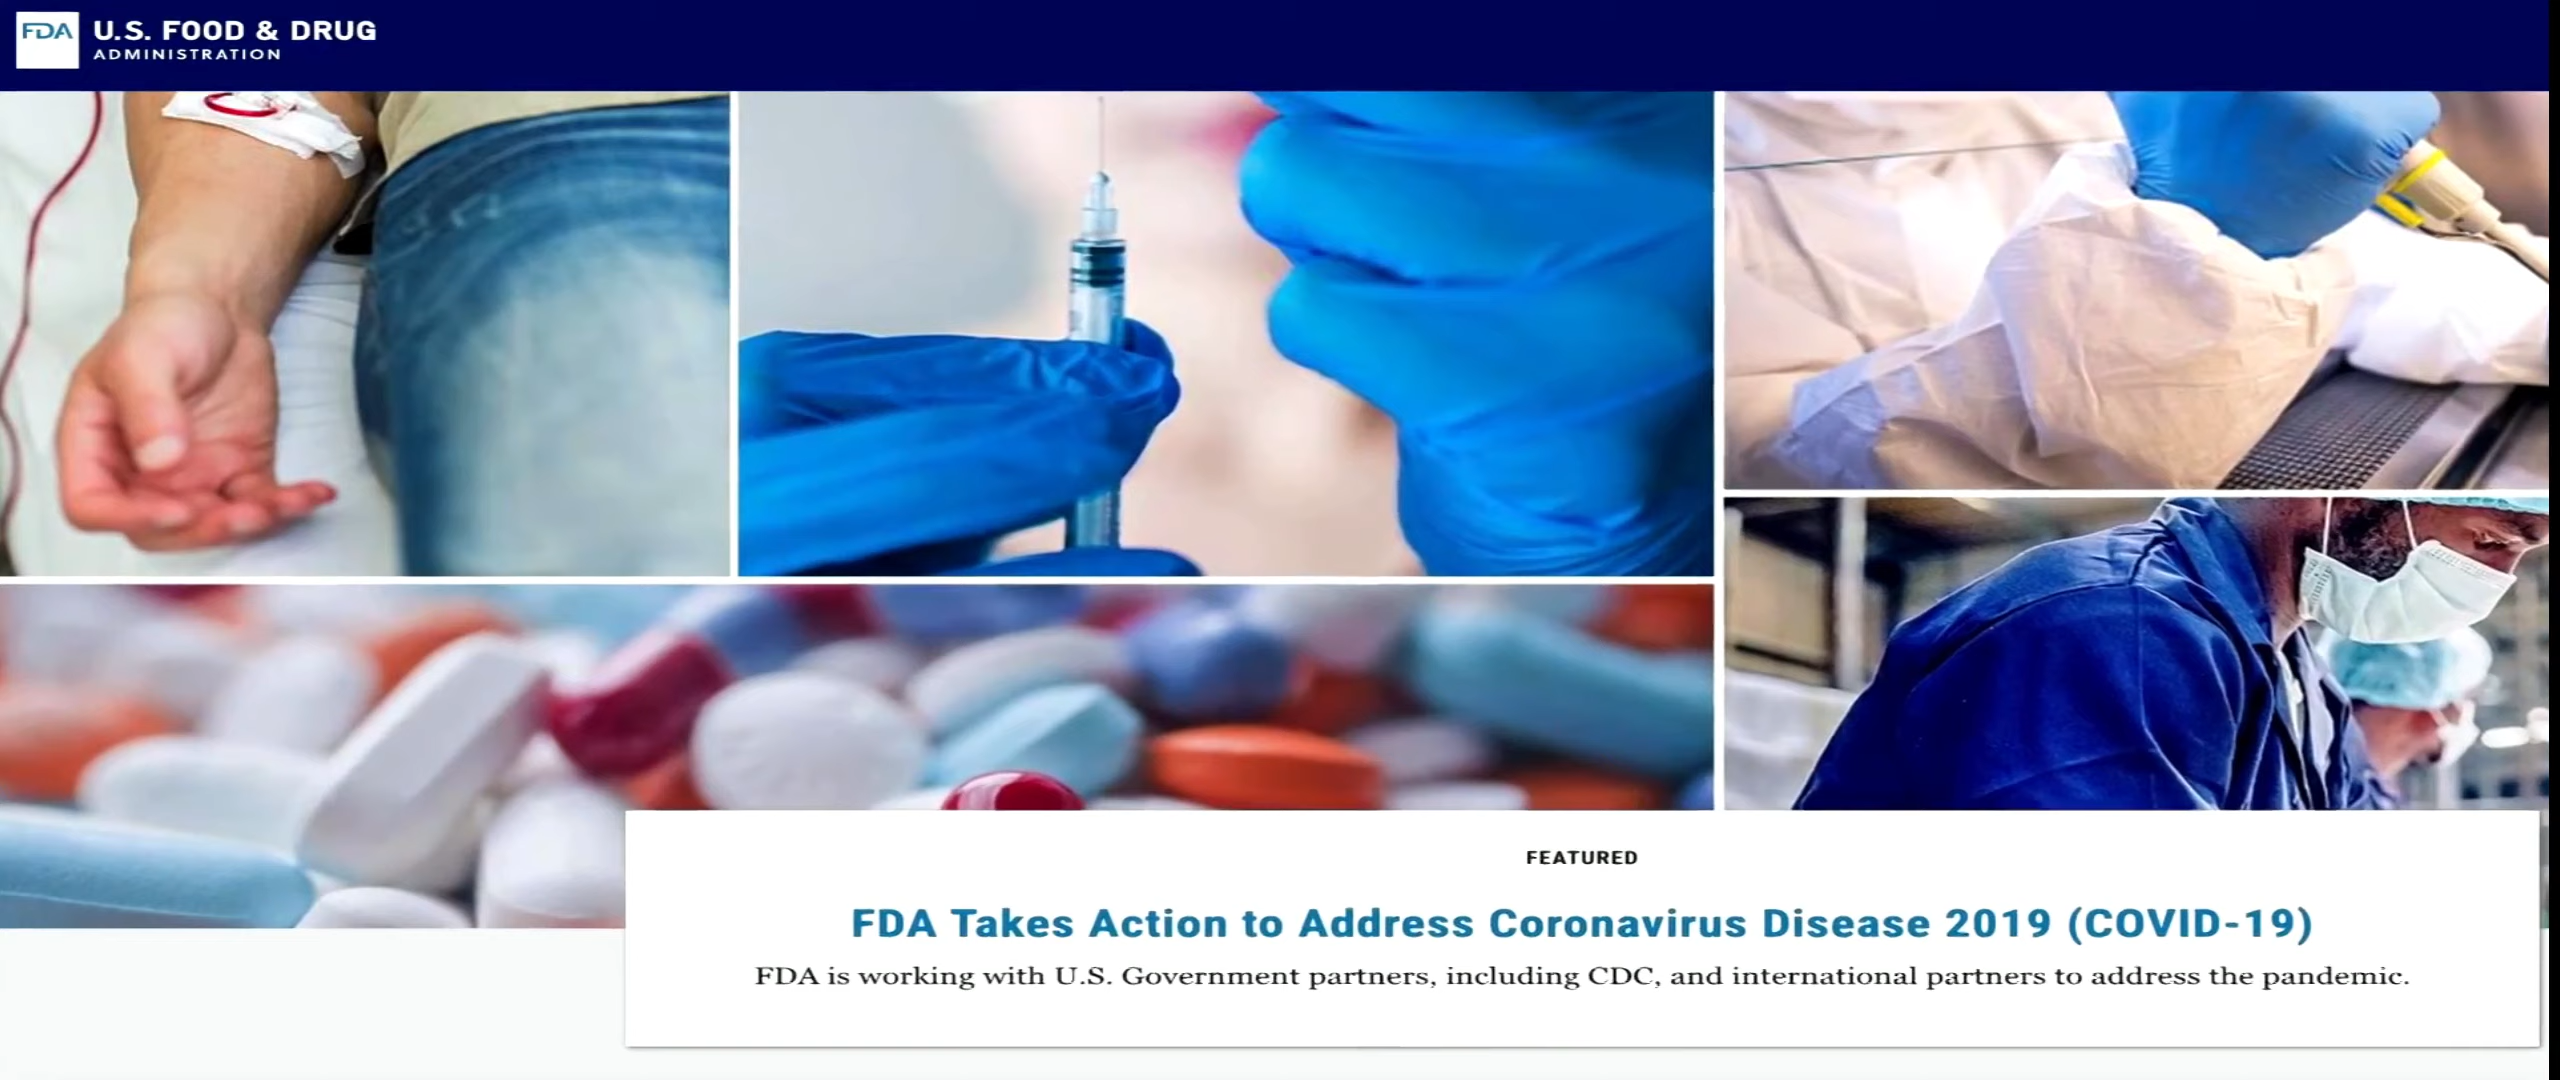 FDA
U.S. FOOD & DRUG
ADMINISTRATION
FEATURED
FDA Takes Action to Address Coronavirus Disease 2019 (COVID-19)
FDA is working with U.S. Government partners, including CDC, and international partners to address the pandemic.